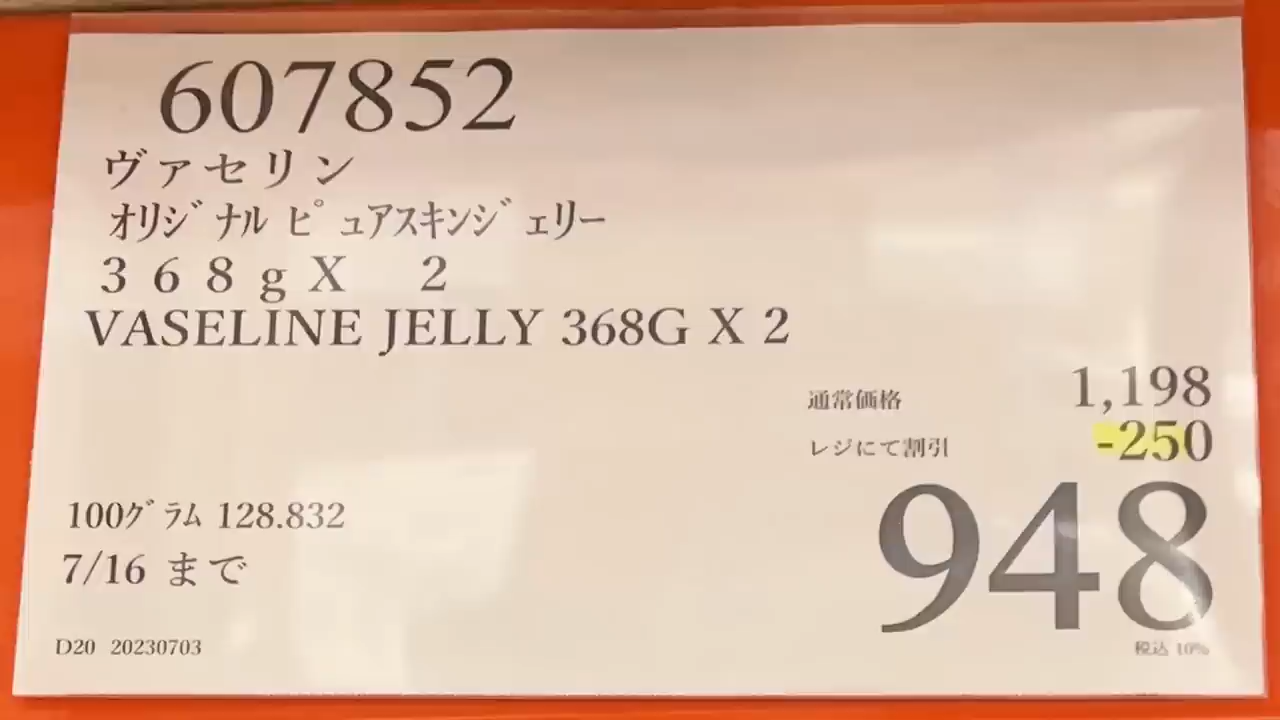 607852
ヴァセリン
ｵﾘｼﾞﾅﾙ ﾋﾟｭｱｽｷﾝｼﾞｪﾘｰ
３６８ｇＸ　２
VASELINE JELLY 368G X 2
通常価格 1,198
レジにて割引 -250
948
100ｸﾞﾗﾑ 128.832
7/16 まで
税込 10%
D20 20230703